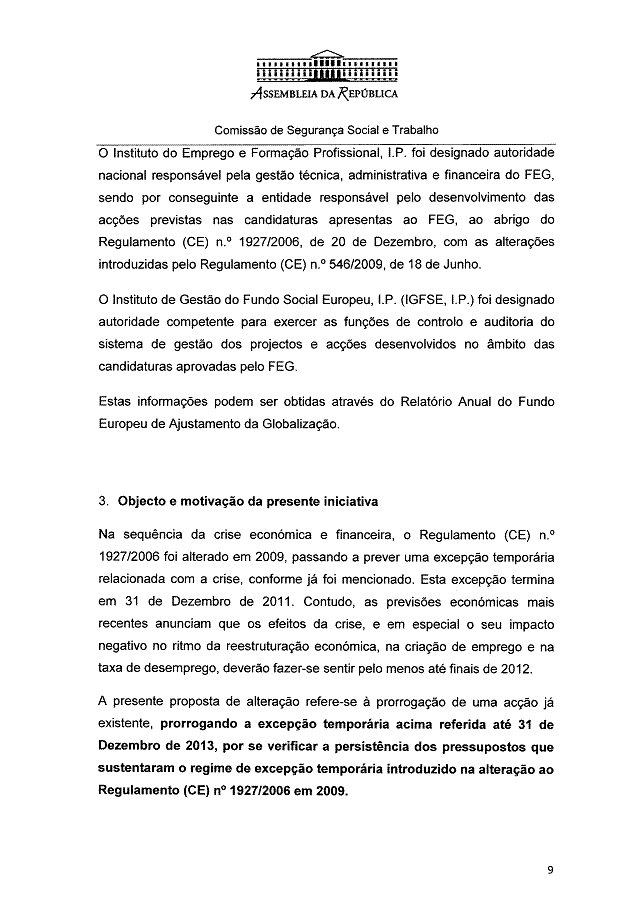 ASSEMBLEIA DA REPÚBLICA
Comissão de Segurança Social e Trabalho
O Instituto do Emprego e Formação Profissional, I.P. foi designado autoridade
nacional responsável pela gestão técnica, administrativa e financeira do FEG,
sendo por conseguinte a entidade responsável pelo desenvolvimento das
acções previstas nas candidaturas apresentas ao FEG, ao abrigo do
Regulamento (CE) n.º 1927/2006, de 20 de Dezembro, com as alterações
introduzidas pelo Regulamento (CE) n.º 546/2009, de 18 de Junho.
O Instituto de Gestão do Fundo Social Europeu, I.P. (IGFSE, I.P.) foi designado
autoridade competente para exercer as funções de controlo e auditoria do
sistema de gestão dos projectos e acções desenvolvidos no âmbito das
candidaturas aprovadas pelo FEG.
Estas informações podem ser obtidas através do Relatório Anual do Fundo
Europeu de Ajustamento da Globalização.
3. Objecto e motivação da presente iniciativa
Na sequência da crise económica e financeira, o Regulamento (CE) n.º
1927/2006 foi alterado em 2009, passando a prever uma excepção temporária
relacionada com a crise, conforme já foi mencionado. Esta excepção termina
em 31 de Dezembro de 2011. Contudo, as previsões económicas mais
recentes anunciam que os efeitos da crise, e em especial o seu impacto
negativo no ritmo da reestruturação económica, na criação de emprego e na
taxa de desemprego, deverão fazer-se sentir pelo menos até finais de 2012.
A presente proposta de alteração refere-se à prorrogação de uma acção já
existente, prorrogando a excepção temporária acima referida até 31 de
Dezembro de 2013, por se verificar a persistência dos pressupostos que
sustentaram o regime de excepção temporária introduzido na alteração ao
Regulamento (CE) nº 1927/2006 em 2009.
9